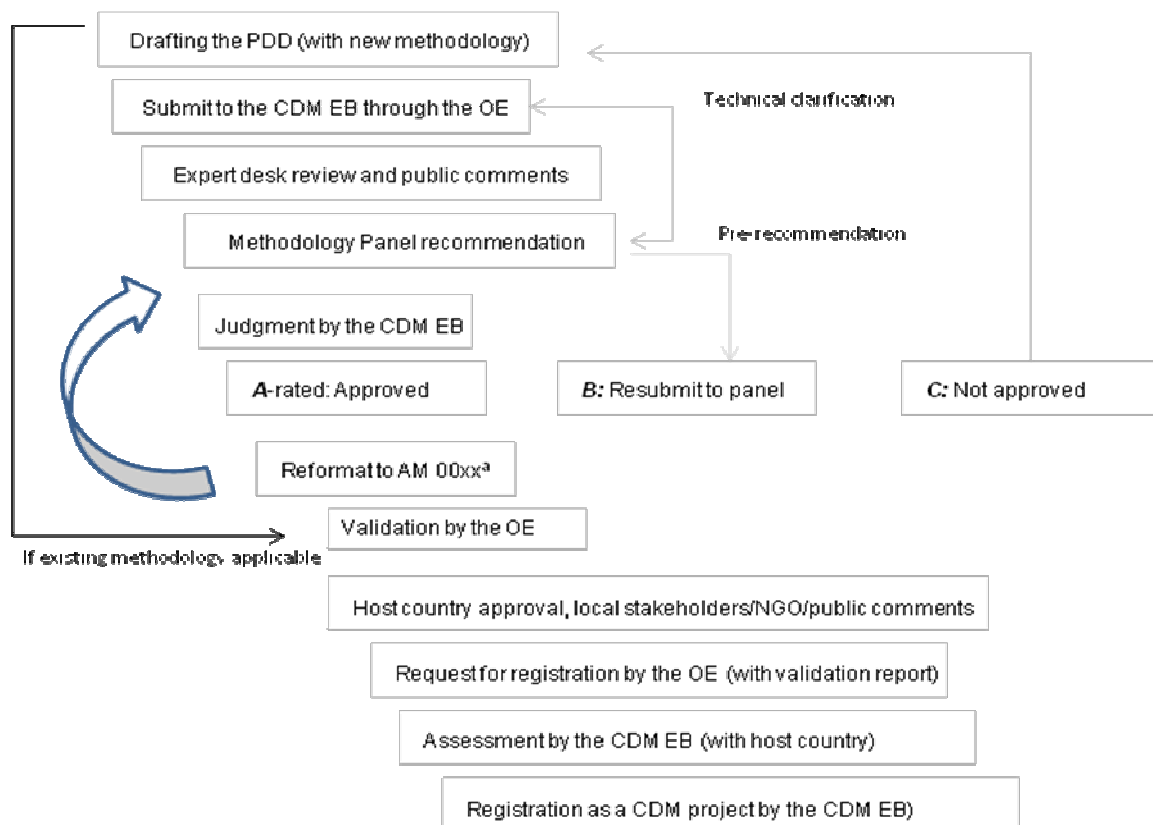 Drafting the PDD (with new methodology)
Submit to the CDM EB through the OE
Technical clarification
Expert desk review and public comments
Methodology Panel recommendation
Pre-recommendation
Judgment by the CDM EB
A-rated: Approved
B: Resubmit to panel
C: Not approved
Reformat to AM 00xxª
Validation by the OE
If existing methodology applicable
Host country approval, local stakeholders/NGO/public comments
Request for registration by the OE (with validation report)
Assessment by the CDM EB (with host country)
Registration as a CDM project by the CDM EB)